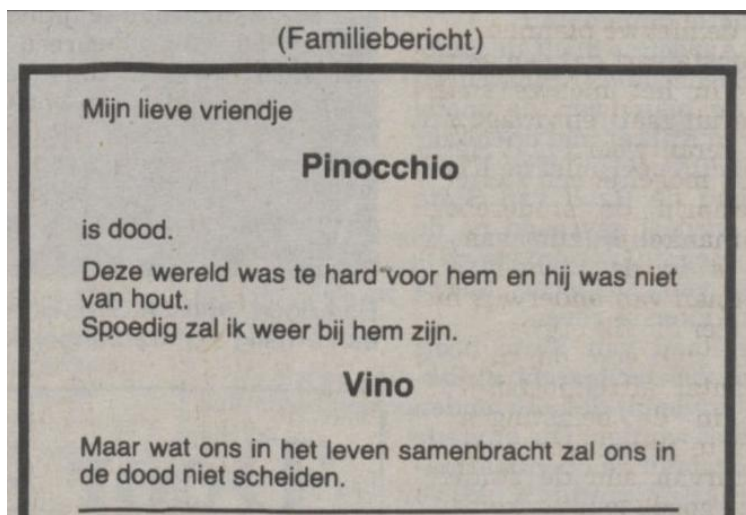 (Familiebericht)
Mijn lieve vriendje
Pinocchio
is dood.
Deze wereld was te hard voor hem en hij was niet
van hout.
Spoedig zal ik weer bij hem zijn.
Vino
Maar wat ons in het leven samenbracht zal ons in
de dood niet scheiden.